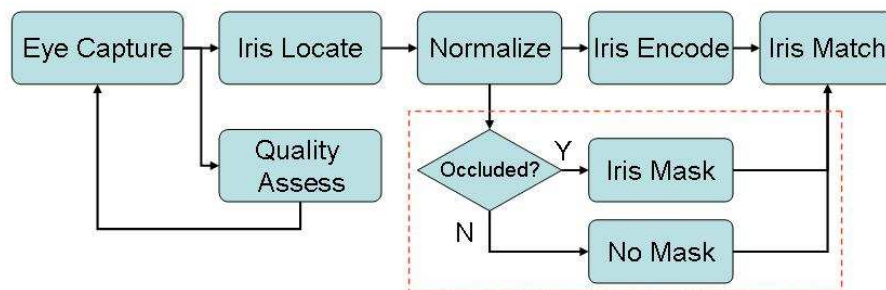 Eye Capture
Iris Locate
Normalize
Iris Encode
Iris Match
Quality
Assess
Occluded?
Y
Iris Mask
N
No Mask